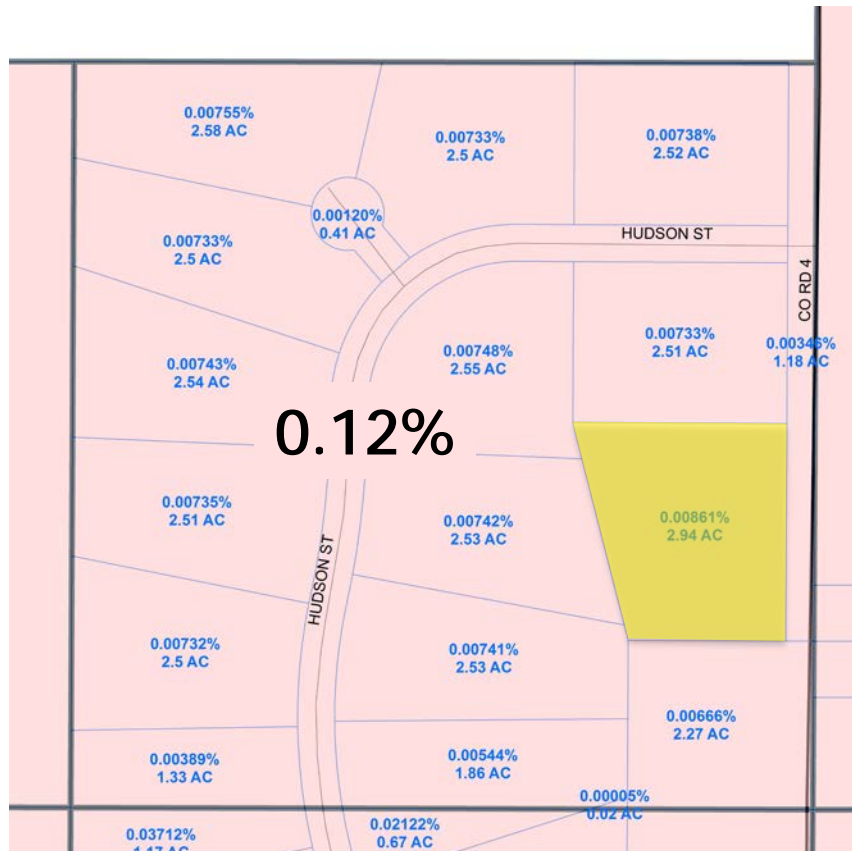 0.00755%
2.58 AC
0.00733%
2.5 AC
0.00738%
2.52 AC
0.00120%
0.41 AC
HUDSON ST
0.00733%
2.5 AC
CO RD 4
0.00733%
2.51 AC
0.00346%
1.18 AC
0.00748%
2.55 AC
0.00743%
2.54 AC
0.12%
0.00735%
2.51 AC
0.00742%
2.53 AC
0.00861%
2.94 AC
HUDSON ST
0.00732%
2.5 AC
0.00741%
2.53 AC
0.00666%
2.27 AC
0.00389%
1.33 AC
0.00544%
1.86 AC
0.00005%
0.02 AC
0.03712%
1.17 AC
0.02122%
0.67 AC